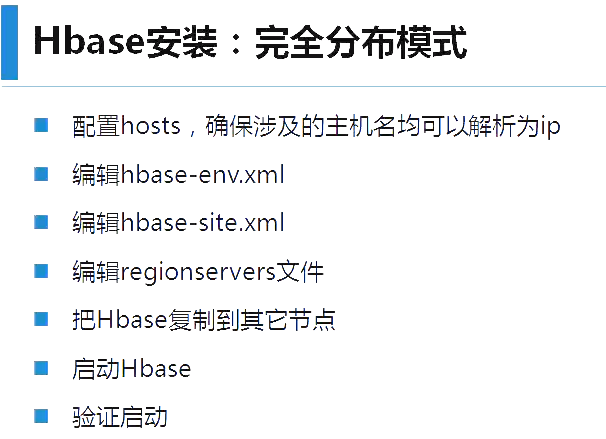 Hbase安装：完全分布模式
配置hosts，确保涉及的主机名均可以解析为ip
编辑hbase-env.xml
编辑hbase-site.xml
编辑regionservers文件
把Hbase复制到其它节点
启动Hbase
验证启动